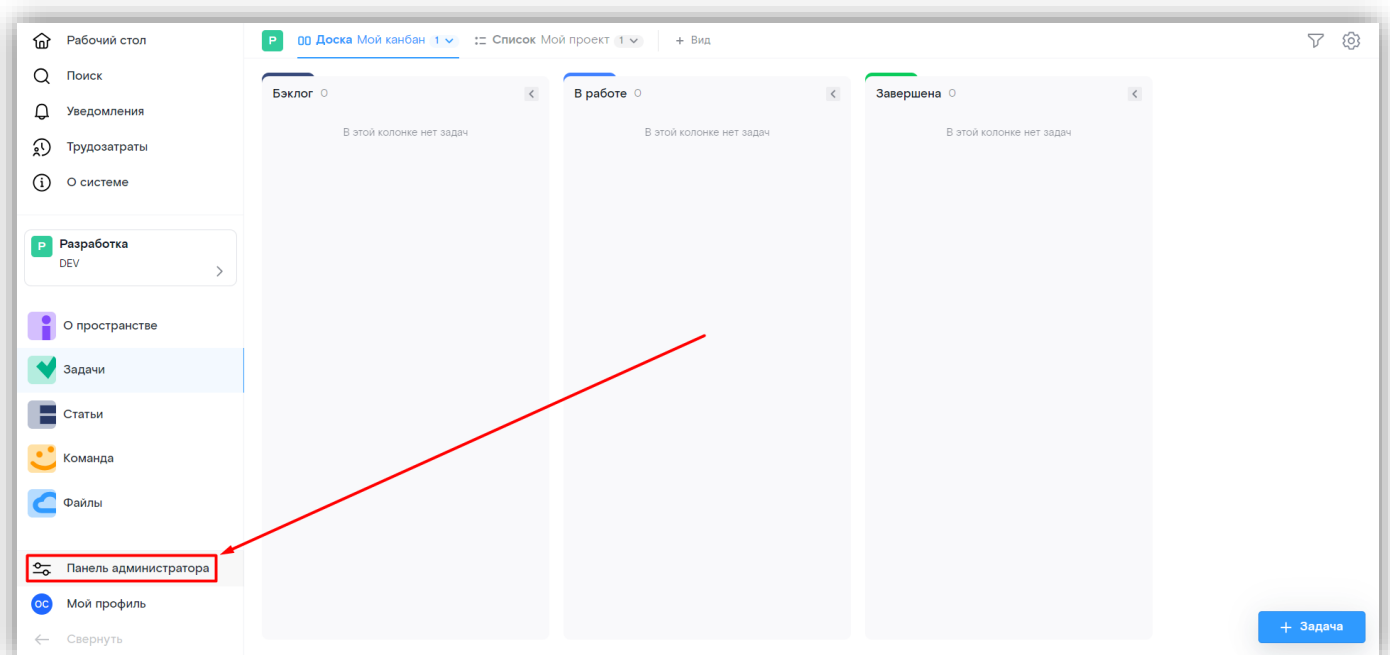 Рабочий стол
Поиск
Уведомления
Трудозатраты
О системе
Р Разработка
DEV
О пространстве
Задачи
Статьи
Команда
Файлы
Панель администратора
ОС Мой профиль
Свернуть
Р Доска Мой канбан 1 Список Мой проект 1 + Вид
Бэклог 0 В работе 0 Завершена 0
В этой колонке нет задач В этой колонке нет задач В этой колонке нет задач
+ Задача